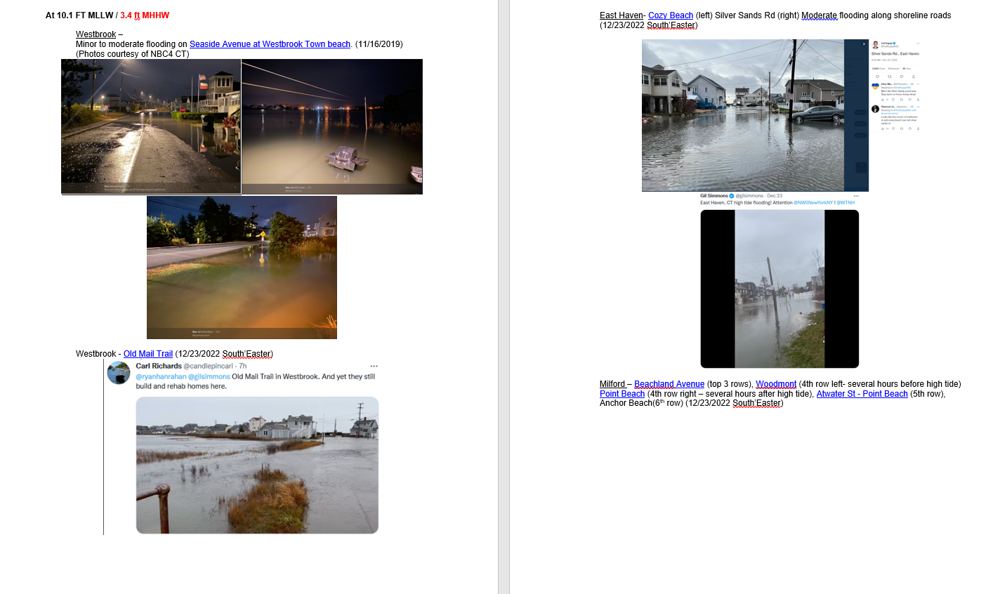 At 10.1 FT MLLW / 3.4 ft MHHW
Westbrook –
Minor to moderate flooding on Seaside Avenue at Westbrook Town beach. (11/16/2019)
(Photos courtesy of NBC4 CT)
Westbrook - Old Mail Trail (12/23/2022 South'Easter)
Carl Richards @candlepincarl · 7h
@ryanhanrahan @gilsimmons Old Mail Trail in Westbrook. And yet they still
build and rehab homes here.
East Haven- Cozy Beach (left) Silver Sands Rd (right) Moderate flooding along shoreline roads
(12/23/2022 South'Easter)
Silver Sands Rd., East Haven
Gil Simmons @gilsimmons · Dec 23
East Haven, CT high tide flooding! Attention @NWSNewYorkNY ! @WTNH
Milford – Beachland Avenue (top 3 rows), Woodmont (4th row left- several hours before high tide)
Point Beach (4th row right – several hours after high tide), Atwater St - Point Beach (5th row),
Anchor Beach(6th row) (12/23/2022 South'Easter)